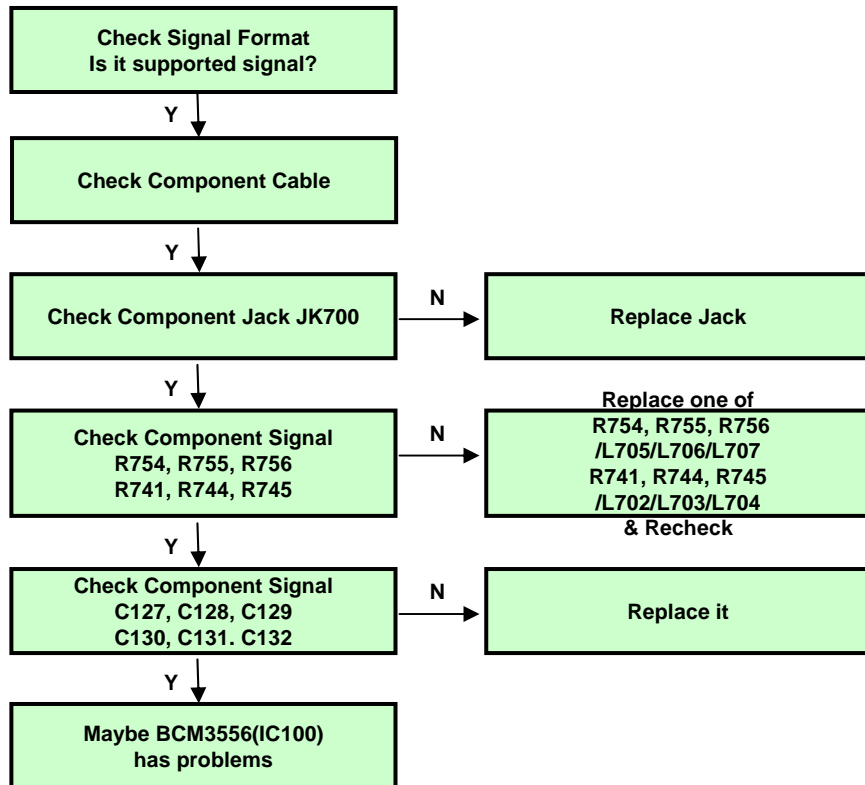 Check Signal Format
Is it supported signal?
Y
Check Component Cable
Y
Check Component Jack JK700
N
Replace Jack
Y
Check Component Signal
R754, R755, R756
R741, R744, R745
N
Replace one of
R754, R755, R756
/L705/L706/L707
R741, R744, R745
/L702/L703/L704
& Recheck
Y
Check Component Signal
C127, C128, C129
C130, C131. C132
N
Replace it
Y
Maybe BCM3556(IC100)
has problems